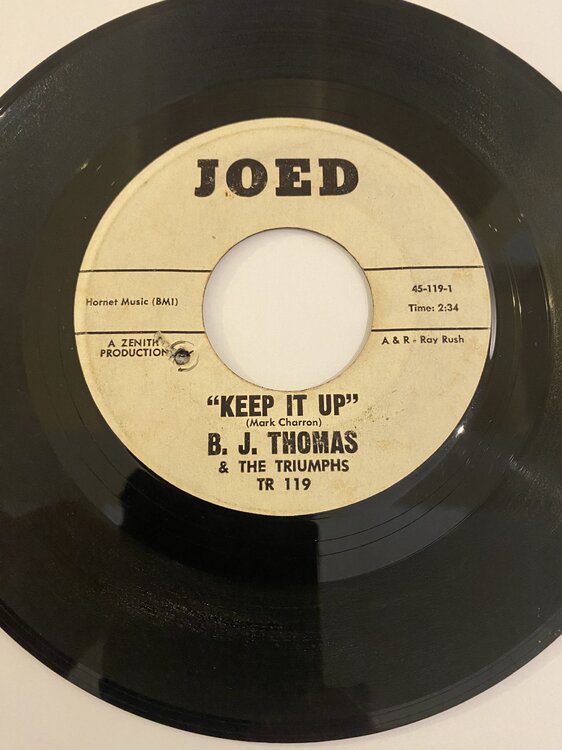 JOED
Hornet Music (BMI)
45-119-1
Time: 2:34
A ZENITH
PRODUCTION
A & R - Ray Rush
"KEEP IT UP"
(Mark Charron)
B. J. THOMAS
& THE TRIUMPHS
TR 119